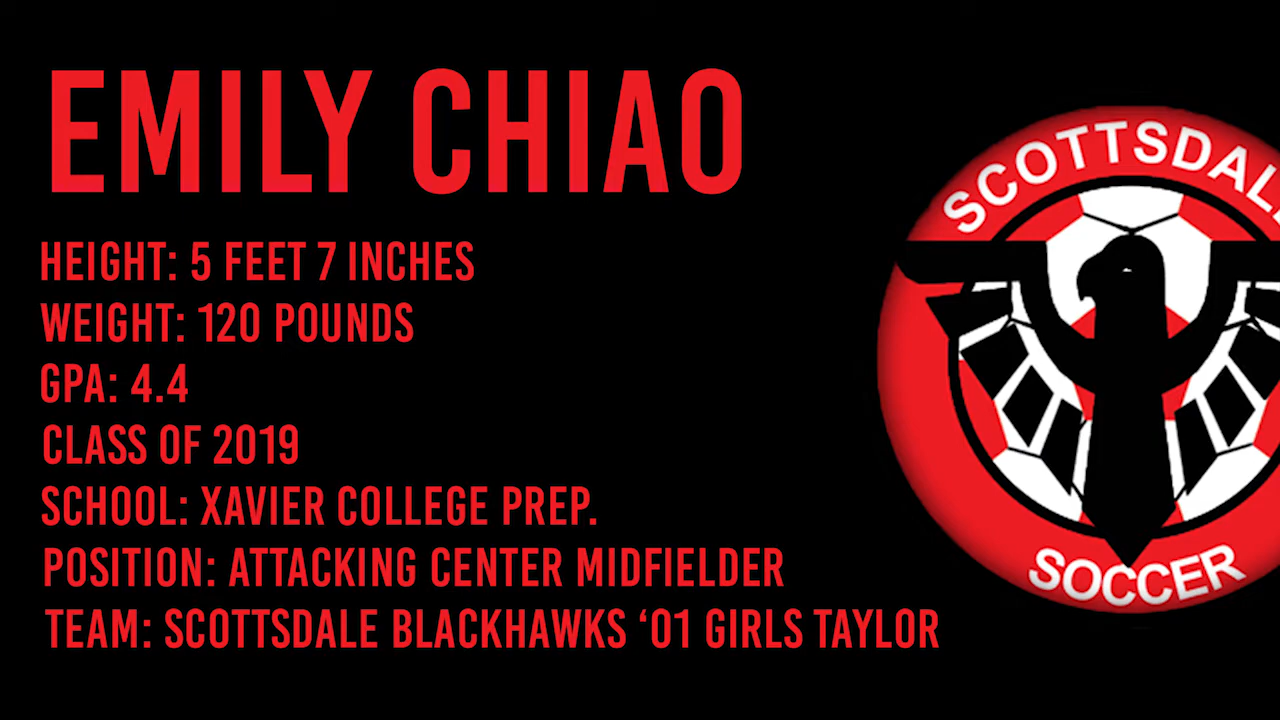 EMILY CHIAO
HEIGHT: 5 FEET 7 INCHES
WEIGHT: 120 POUNDS
GPA: 4.4
CLASS OF 2019
SCHOOL: XAVIER COLLEGE PREP.
POSITION: ATTACKING CENTER MIDFIELDER
TEAM: SCOTTSDALE BLACKHAWKS ‘01 GIRLS TAYLOR
SCOTTSDALE
SOCCER